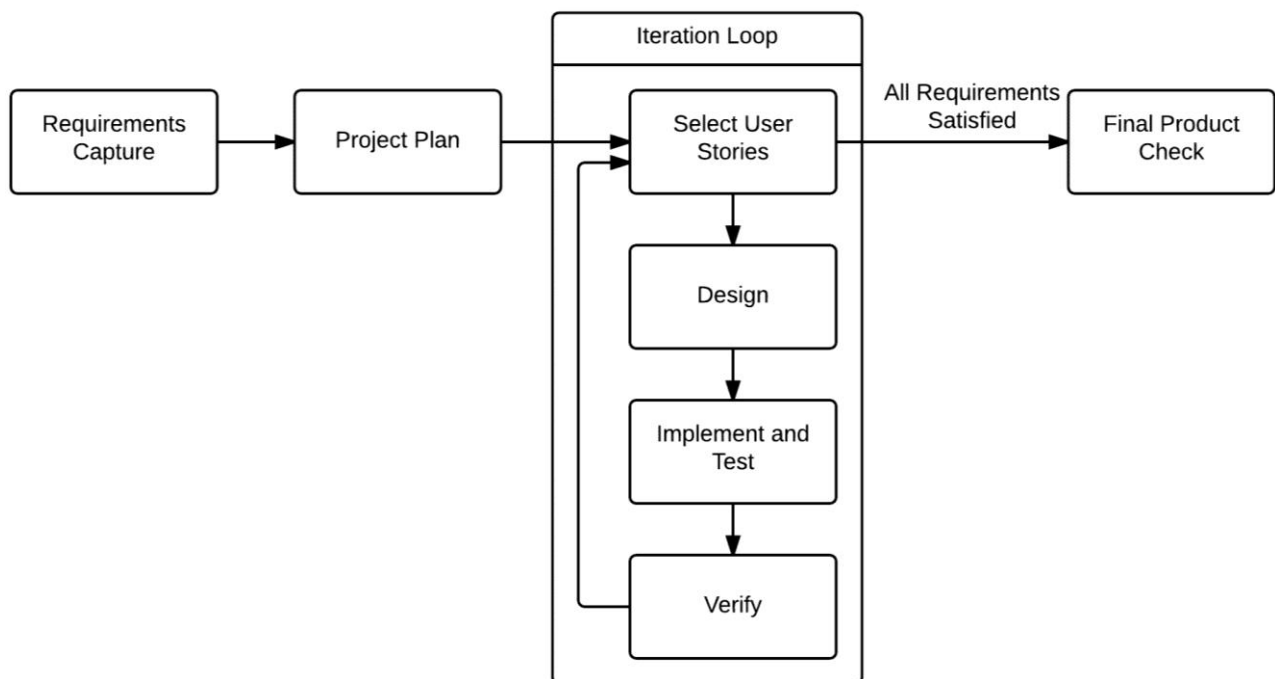 Iteration Loop
Requirements
Capture
Project Plan
Select User
Stories
All Requirements
Satisfied
Final Product
Check
Design
Implement and
Test
Verify